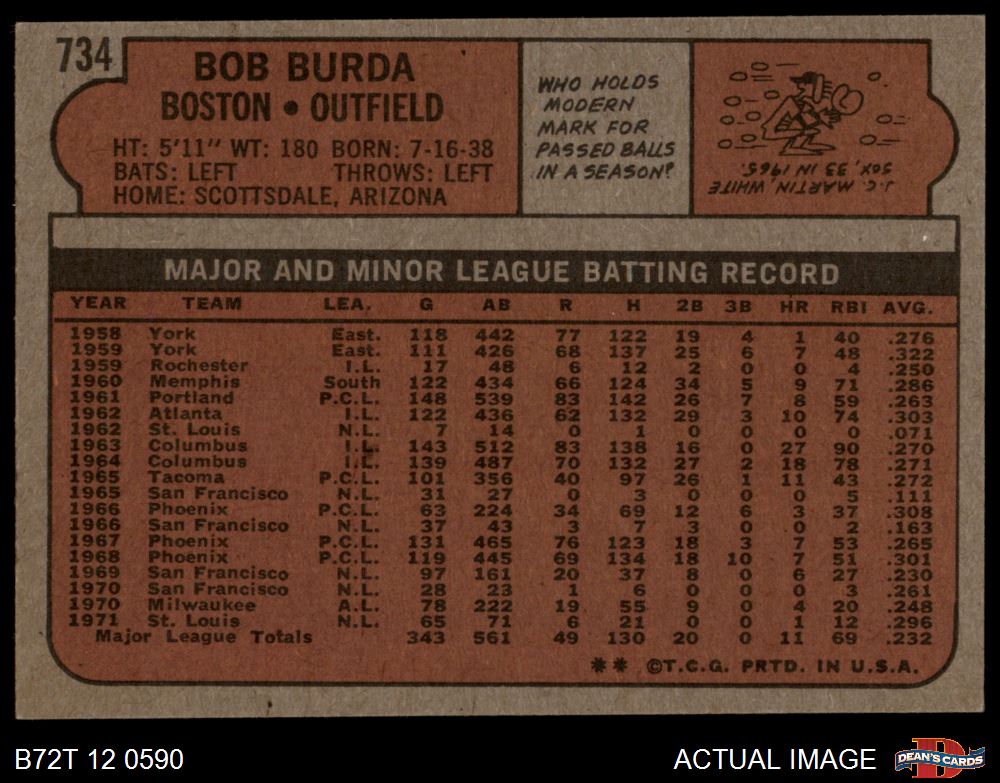 734
BOB BURDA
BOSTON • OUTFIELD
HT: 5'11" WT: 180 BORN: 7-16-38
BATS: LEFT THROWS: LEFT
HOME: SCOTTSDALE, ARIZONA
WHO HOLDS
MODERN
MARK FOR
PASSED BALLS
IN A SEASON?
J.C. MARTIN, WHITE
SOX, 33 IN 1965.
MAJOR AND MINOR LEAGUE BATTING RECORD
YEAR TEAM LEA. G AB R H 2B 3B HR RBI AVG.
1958 York East. 118 442 77 122 19 4 1 40 .276
1959 York East. 111 426 68 137 25 6 7 48 .322
1959 Rochester I.L. 17 48 6 12 2 0 0 4 .250
1960 Memphis South 122 434 66 124 34 5 9 71 .286
1961 Portland P.C.L. 148 539 83 142 26 7 8 59 .263
1962 Atlanta I.L. 122 436 62 132 29 3 10 74 .303
1962 St. Louis N.L. 7 14 0 1 0 0 0 0 .071
1963 Columbus I.L. 143 512 83 138 16 0 27 90 .270
1964 Columbus I.L. 139 487 70 132 27 2 18 78 .271
1965 Tacoma P.C.L. 101 356 40 97 26 1 11 43 .272
1965 San Francisco N.L. 31 27 0 3 0 0 0 5 .111
1966 Phoenix P.C.L. 63 224 34 69 12 6 3 37 .308
1966 San Francisco N.L. 37 43 3 7 3 0 0 2 .163
1967 Phoenix P.C.L. 131 465 76 123 18 3 7 53 .265
1968 Phoenix P.C.L. 119 445 69 134 18 10 7 51 .301
1969 San Francisco N.L. 97 161 20 37 8 0 6 27 .230
1970 San Francisco N.L. 28 23 1 6 0 0 0 3 .261
1970 Milwaukee A.L. 78 222 19 55 9 0 4 20 .248
1971 St. Louis N.L. 65 71 6 21 0 0 1 12 .296
Major League Totals 343 561 49 130 20 0 11 69 .232
** ©T.C.G. PRTD. IN U.S.A.
B72T 12 0590 ACTUAL IMAGE D DEAN'S CARDS